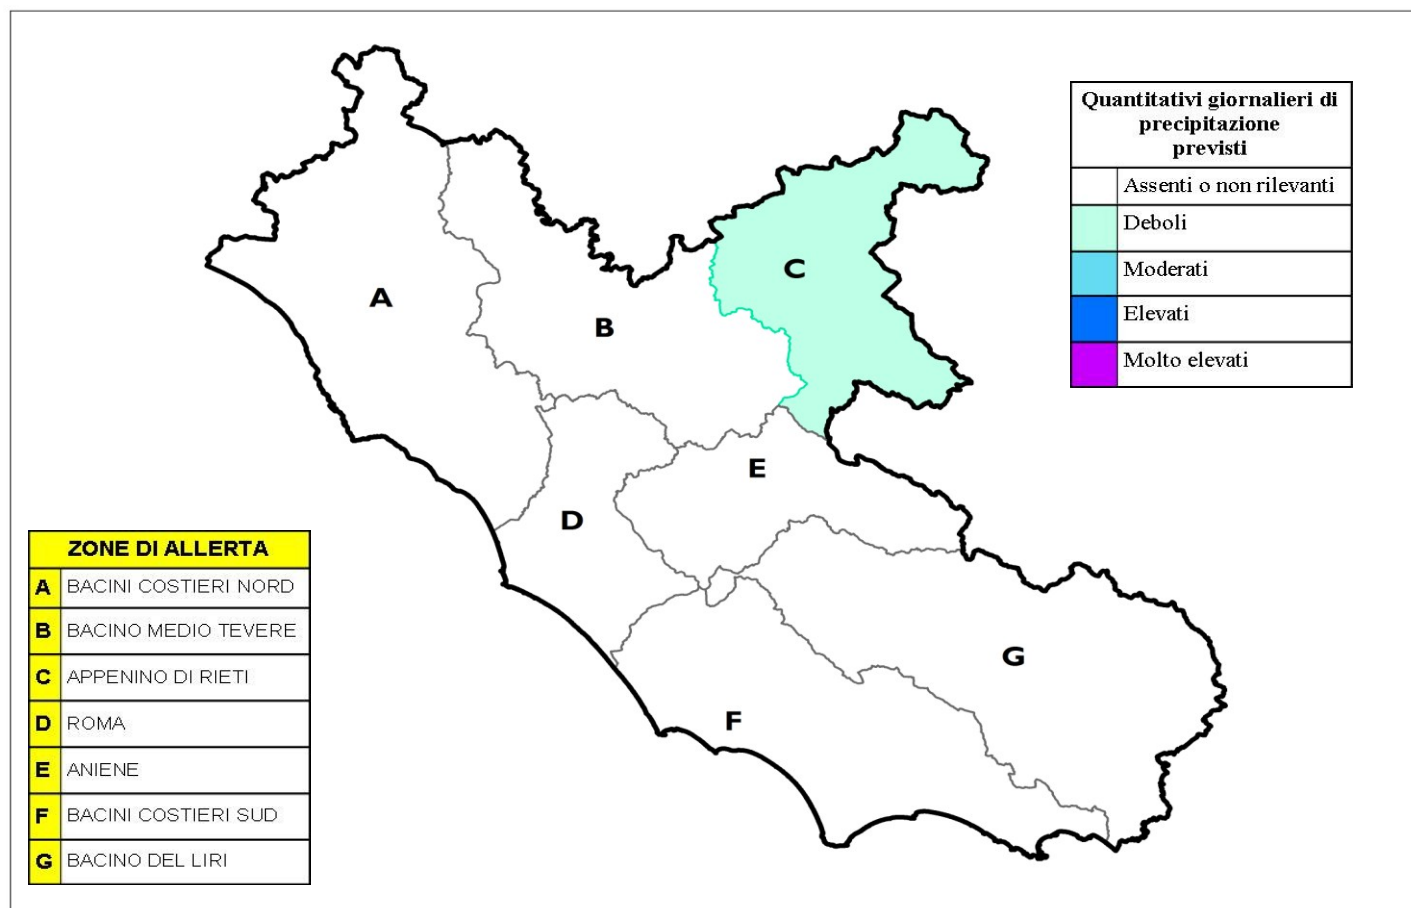 Quantitativi giornalieri di
precipitazione
previsti
Assenti o non rilevanti
Deboli
Moderati
Elevati
Molto elevati
C
A
B
E
D
G
F
ZONE DI ALLERTA
A BACINI COSTIERI NORD
B BACINO MEDIO TEVERE
C APPENINO DI RIETI
D ROMA
E ANIENE
F BACINI COSTIERI SUD
G BACINO DEL LIRI